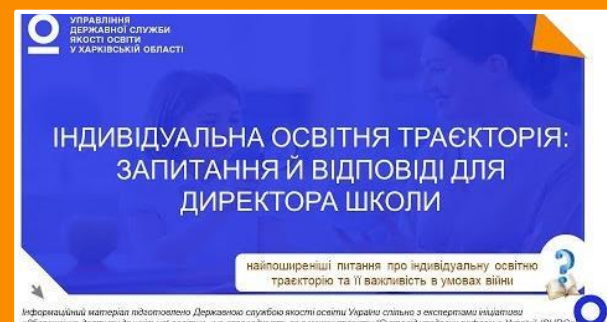 УПРАВЛІННЯ
ДЕРЖАВНОЇ СЛУЖБИ
ЯКОСТІ ОСВІТИ
У ХАРКІВСЬКІЙ ОБЛАСТІ
ІНДИВІДУАЛЬНА ОСВІТНЯ ТРАЄКТОРІЯ:
ЗАПИТАННЯ Й ВІДПОВІДІ ДЛЯ
ДИРЕКТОРА ШКОЛИ
найпоширеніші питання про індивідуальну освітню
траєкторію та її важливість в умовах війни
Інформаційний матеріал підготовлено Державною службою якості освіти України спільно з експертами ініціативи